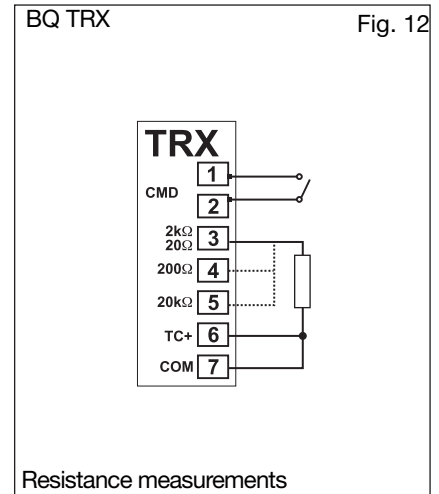 BQ TRX
Fig. 12
TRX
1
CMD
2
2kΩ
20Ω
3
200Ω
4
20kΩ
5
TC+
6
COM
7
Resistance measurements